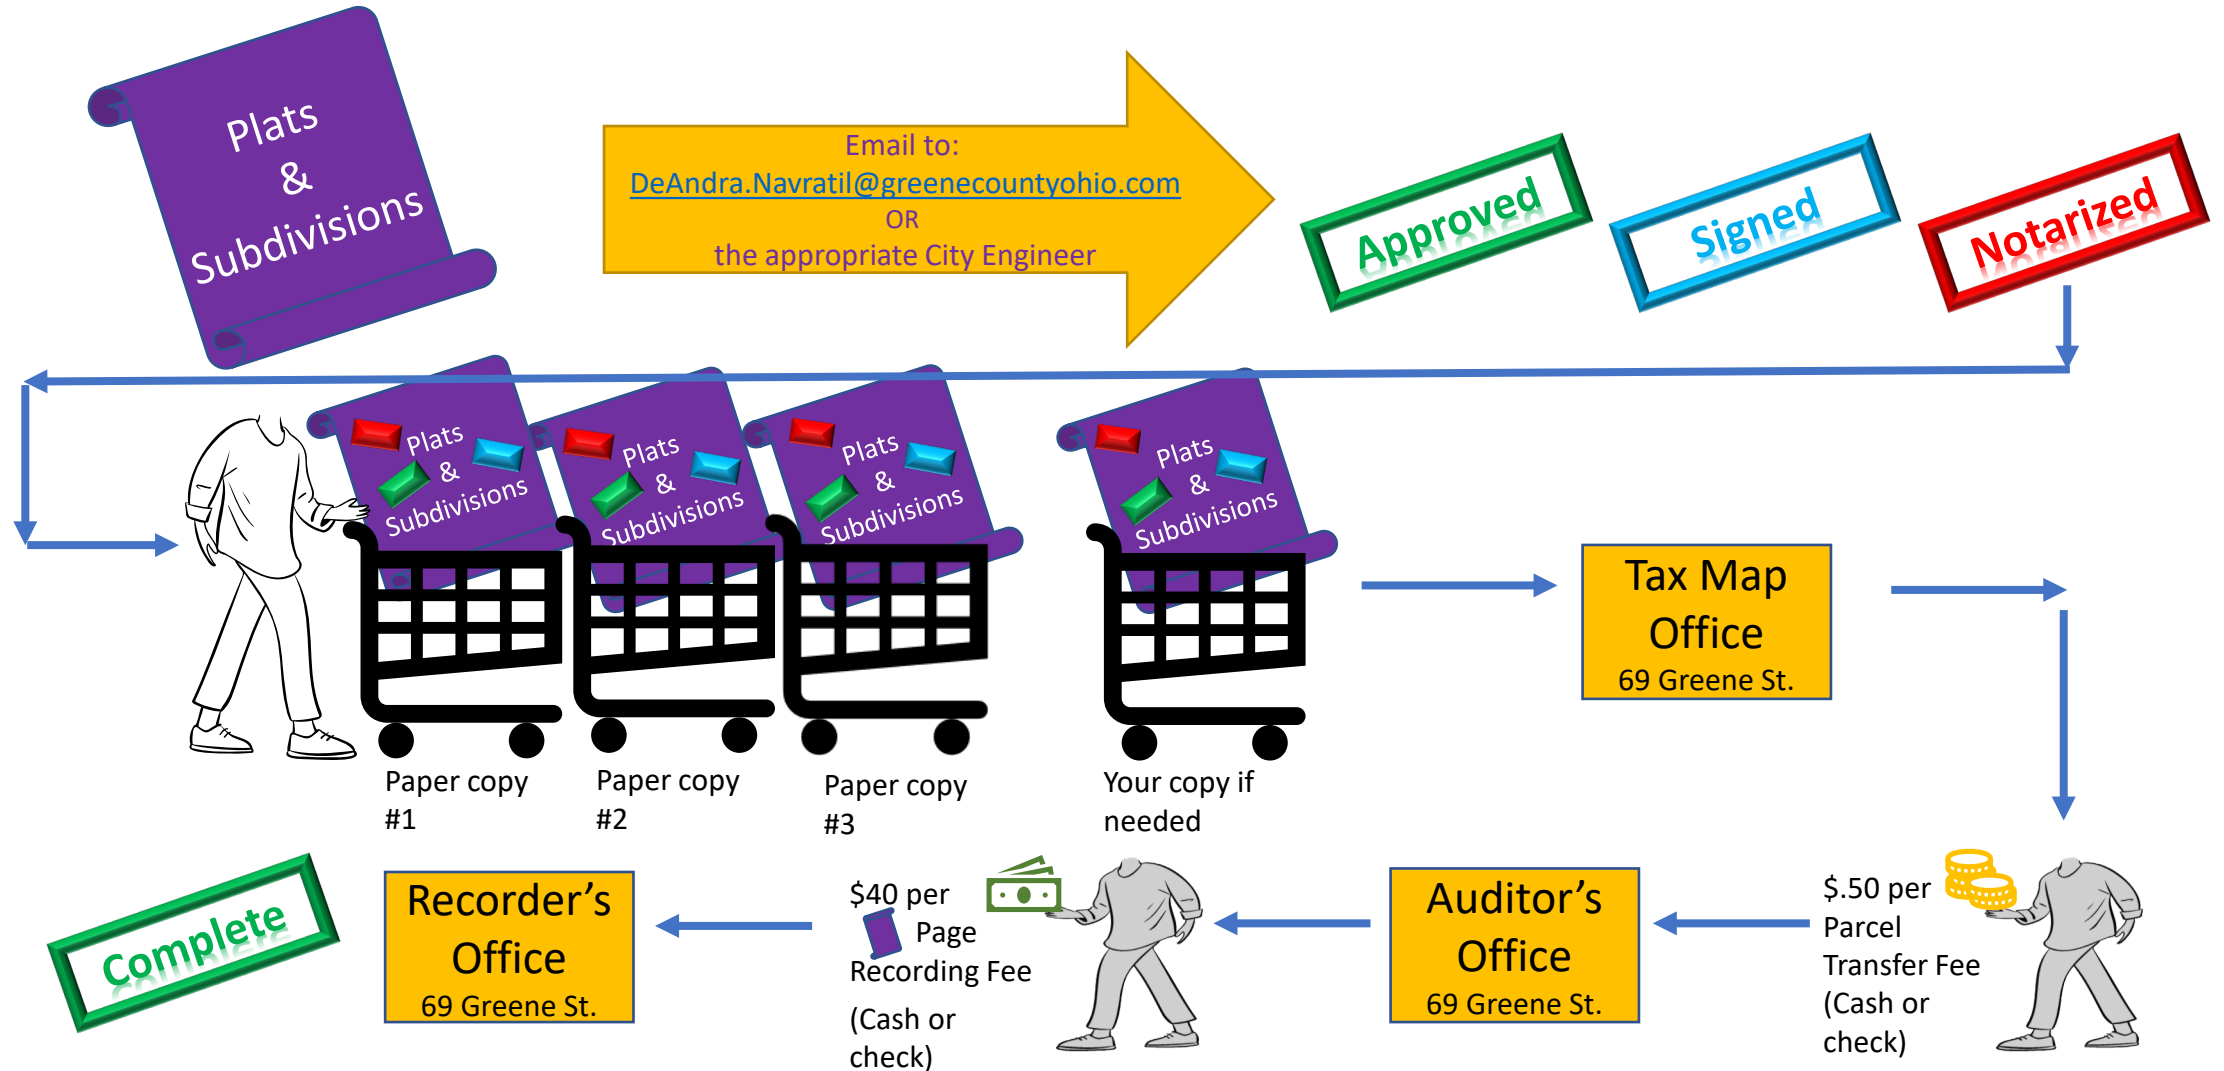 Plats
&
Subdivisions
Email to:
DeAndra.Navratil@greenecountyohio.com
OR
the appropriate City Engineer
Approved
Signed
Notarized
Plats
&
Subdivisions
Plats
&
Subdivisions
Plats
&
Subdivisions
Plats
&
Subdivisions
Paper copy
#1
Paper copy
#2
Paper copy
#3
Your copy if
needed
Tax Map
Office
69 Greene St.
$.50 per
Parcel
Transfer Fee
(Cash or
check)
Auditor's
Office
69 Greene St.
$40 per
Page
Recording Fee
(Cash or
check)
Recorder's
Office
69 Greene St.
Complete